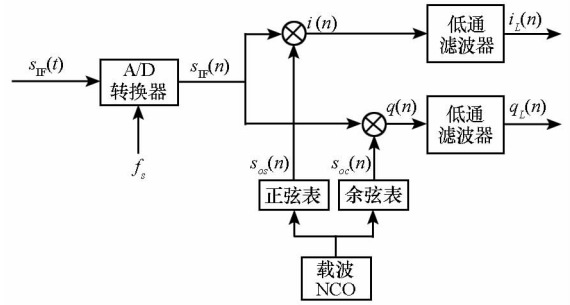 s_IF(t)
A/D
转换器
s_IF(n)
f_s
i(n)
低通
滤波器
i_L(n)
q(n)
低通
滤波器
q_L(n)
s_os(n)
s_oc(n)
正弦表
余弦表
载波
NCO